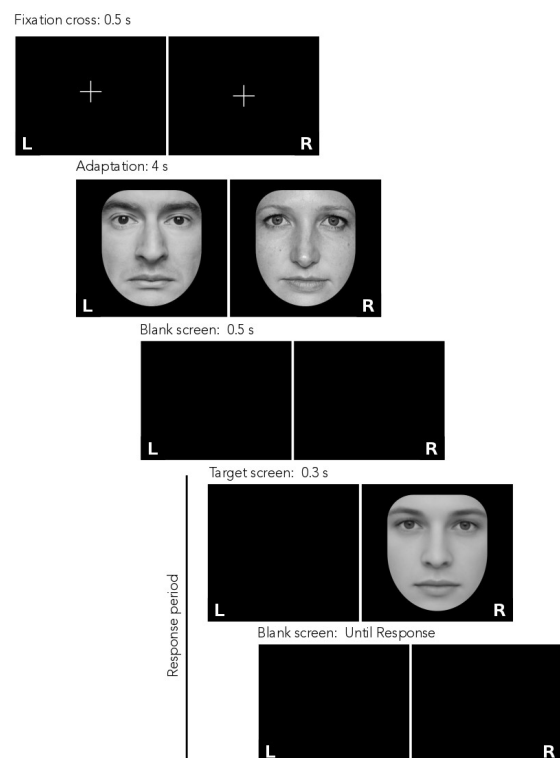 Fixation cross: 0.5 s
L R
Adaptation: 4 s
L R
Blank screen: 0.5 s
L R
Target screen: 0.3 s
L R
Response period
Blank screen: Until Response
L R